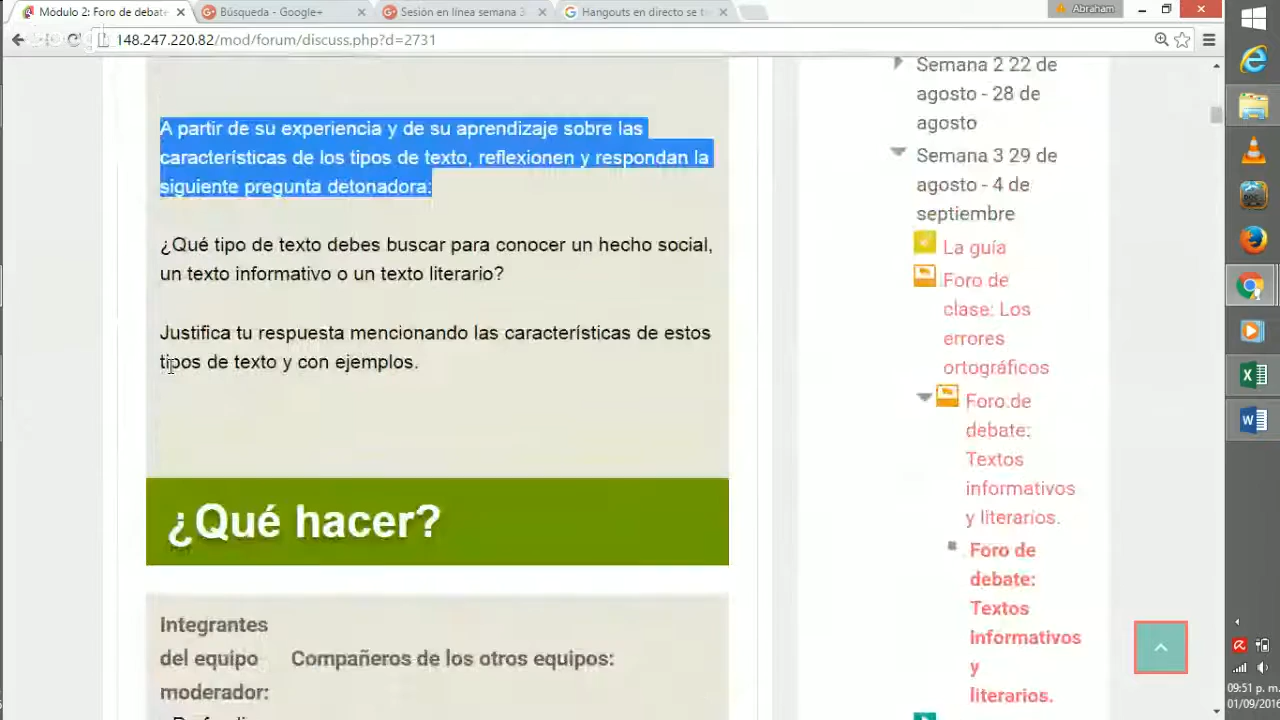 Módulo 2: Foro de debate
Búsqueda - Google+
Sesión en línea semana 3
Hangouts en directo se t
Abraham
148.247.220.82/mod/forum/discuss.php?d=2731
A partir de su experiencia y de su aprendizaje sobre las
características de los tipos de texto, reflexionen y respondan la
siguiente pregunta detonadora:
¿Qué tipo de texto debes buscar para conocer un hecho social,
un texto informativo o un texto literario?
Justifica tu respuesta mencionando las características de estos
tipos de texto y con ejemplos.
¿Qué hacer?
Integrantes
del equipo
moderador:
Compañeros de los otros equipos:
Semana 2 22 de
agosto - 28 de
agosto
Semana 3 29 de
agosto - 4 de
septiembre
La guía
Foro de
clase: Los
errores
ortográficos
Foro de
debate:
Textos
informativos
y literarios.
Foro de
debate:
Textos
informativos
y
literarios.
09:51 p. m.
01/09/2016